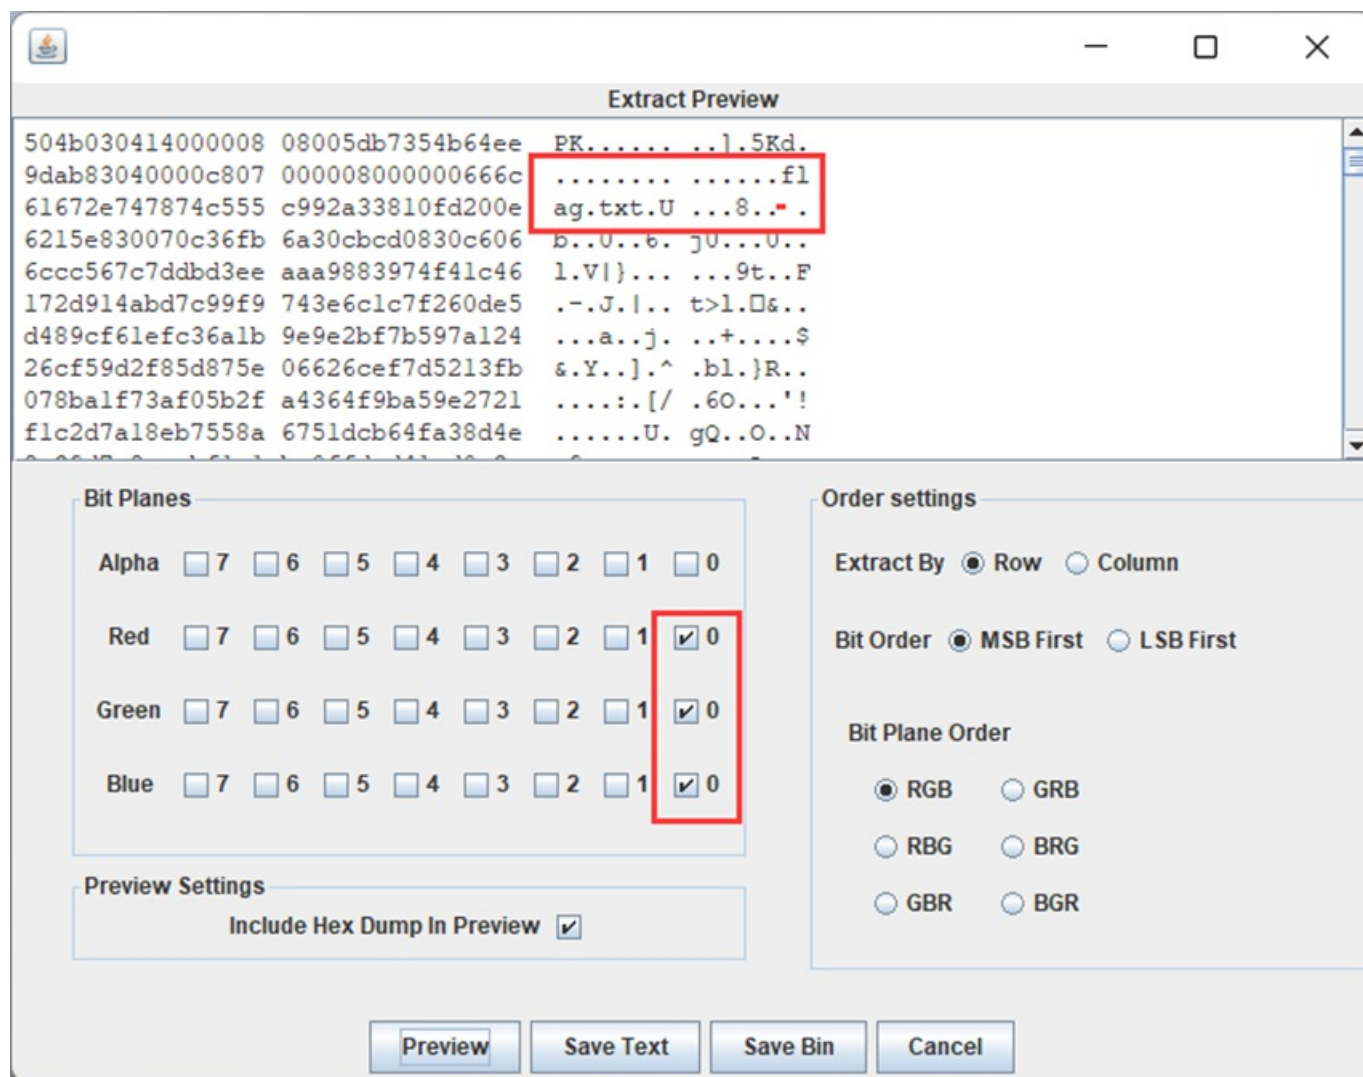 Extract Preview
504b030414000008 08005db7354b64ee PK...... ..].5Kd.
9dab83040000c807 000008000000666c ........ ......fl
61672e747874c555 c992a33810fd200e ag.txt.U ...8..- .
6215e830070c36fb 6a30cbcd0830c606 b..0..6. j0...0..
6ccc567c7ddbd3ee aaa9883974f41c46 l.V|}... ...9t..F
172d914abd7c99f9 743e6c1c7f260de5 .-.J.|.. t>l.□&..
d489cf61efc36a1b 9e9e2bf7b597a124 ...a..j. ..+....$
26cf59d2f85d875e 06626cef7d5213fb &.Y..].^ .bl.}R..
078ba1f73af05b2f a4364f9ba59e2721 ....:.[/ .6O...'!
f1c2d7a18eb7558a 6751dcb64fa38d4e ......U. gQ..O..N
Bit Planes
Alpha 7 6 5 4 3 2 1 0
Red 7 6 5 4 3 2 1 0
Green 7 6 5 4 3 2 1 0
Blue 7 6 5 4 3 2 1 0
Preview Settings
Include Hex Dump In Preview
Order settings
Extract By Row Column
Bit Order MSB First LSB First
Bit Plane Order
RGB GRB
RBG BRG
GBR BGR
Preview Save Text Save Bin Cancel